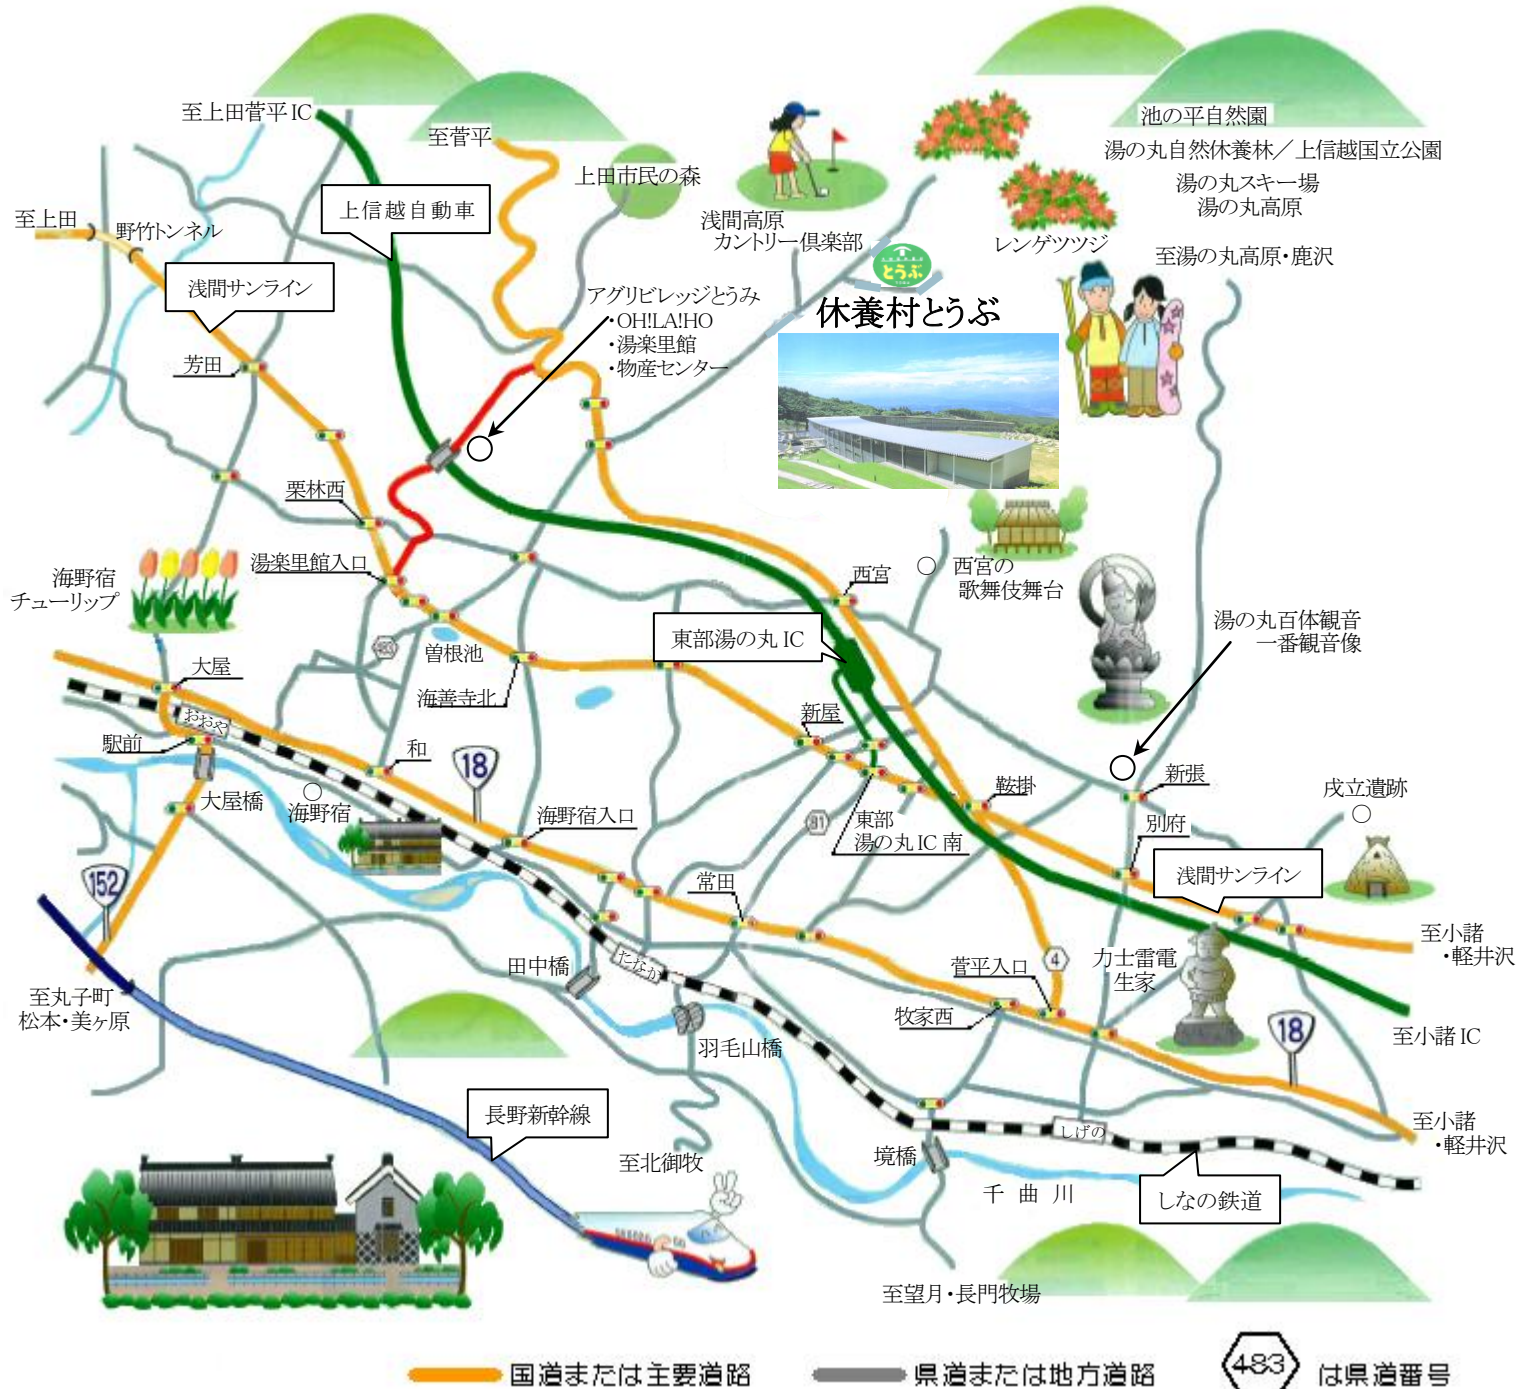 至上田菅平IC
至菅平
池の平自然園
湯の丸自然休養林／上信越国立公園
湯の丸スキー場
湯の丸高原
上田市民の森
上信越自動車
至上田
野竹トンネル
浅間高原
カントリー倶楽部
レンゲツツジ
至湯の丸高原・鹿沢
とうぶ
休養村とうぶ
浅間サンライン
アグリビレッジとうみ
・OH!LA!HO
・湯楽里館
・物産センター
芳田
栗林西
湯楽里館入口
海野宿
チューリップ
西宮
西宮の
歌舞伎舞台
湯の丸百体観音
一番観音像
東部湯の丸IC
483
曽根池
大屋
海善寺北
おおや
駅前
新屋
和
18
鞍掛
新張
戌立遺跡
大屋橋
海野宿
海野宿入口
81
東部
湯の丸IC南
別府
152
常田
浅間サンライン
至小諸
・軽井沢
田中橋
たなか
4
菅平入口
力士雷電
生家
至丸子町
松本・美ヶ原
牧家西
18
至小諸IC
羽毛山橋
長野新幹線
しげの
至小諸
・軽井沢
至北御牧
境橋
千曲川
しなの鉄道
至望月・長門牧場
国道または主要道路
県道または地方道路
483
は県道番号